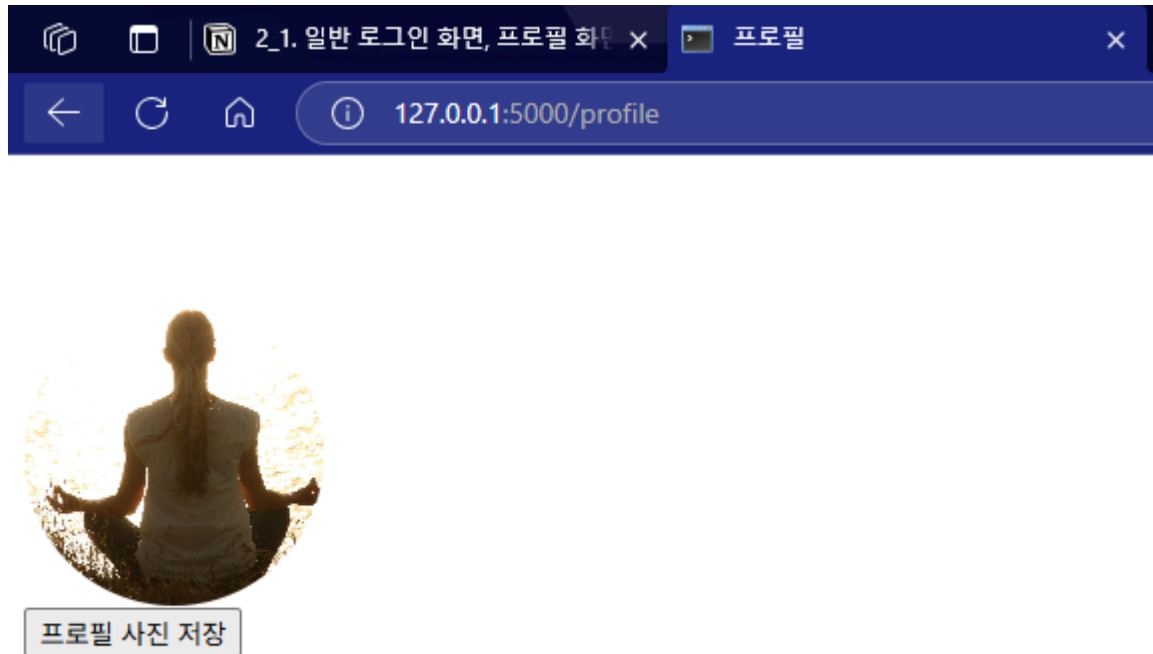 2_1. 일반 로그인 화면, 프로필 화면
프로필
127.0.0.1:5000/profile
프로필 사진 저장